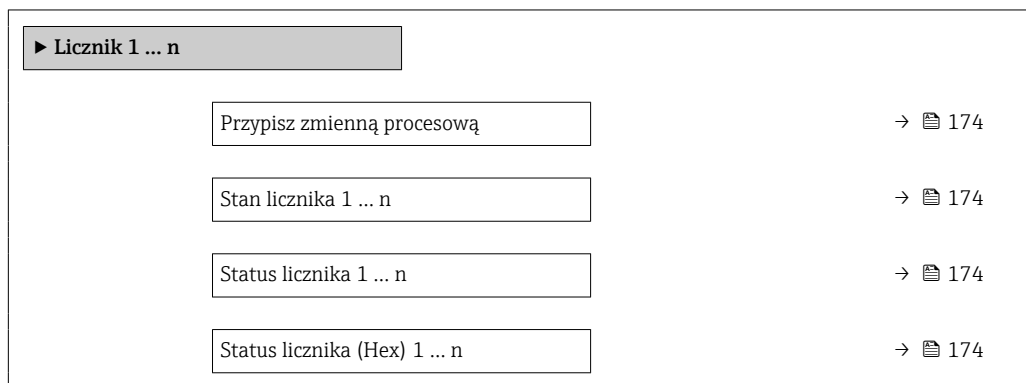 ► Licznik 1 … n
Przypisz zmienną procesową → 174
Stan licznika 1 … n → 174
Status licznika 1 … n → 174
Status licznika (Hex) 1 … n → 174